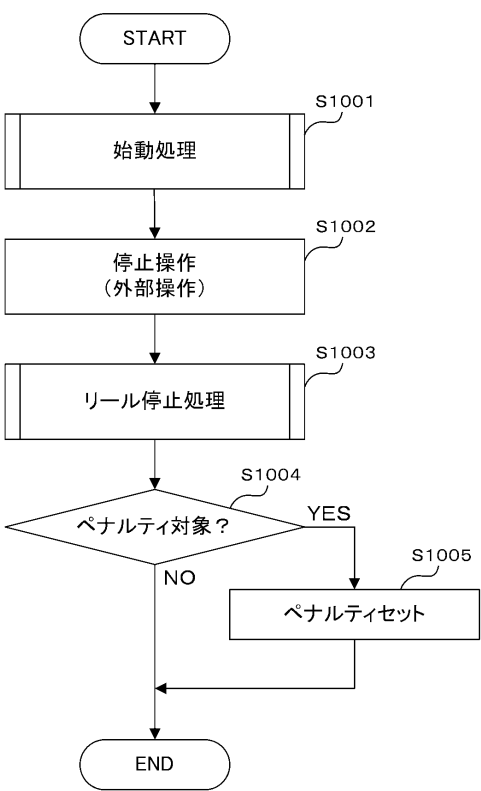 START
S1001
始動処理
S1002
停止操作
（外部操作）
S1003
リール停止処理
S1004
ペナルティ対象？
YES
NO
S1005
ペナルティセット
END